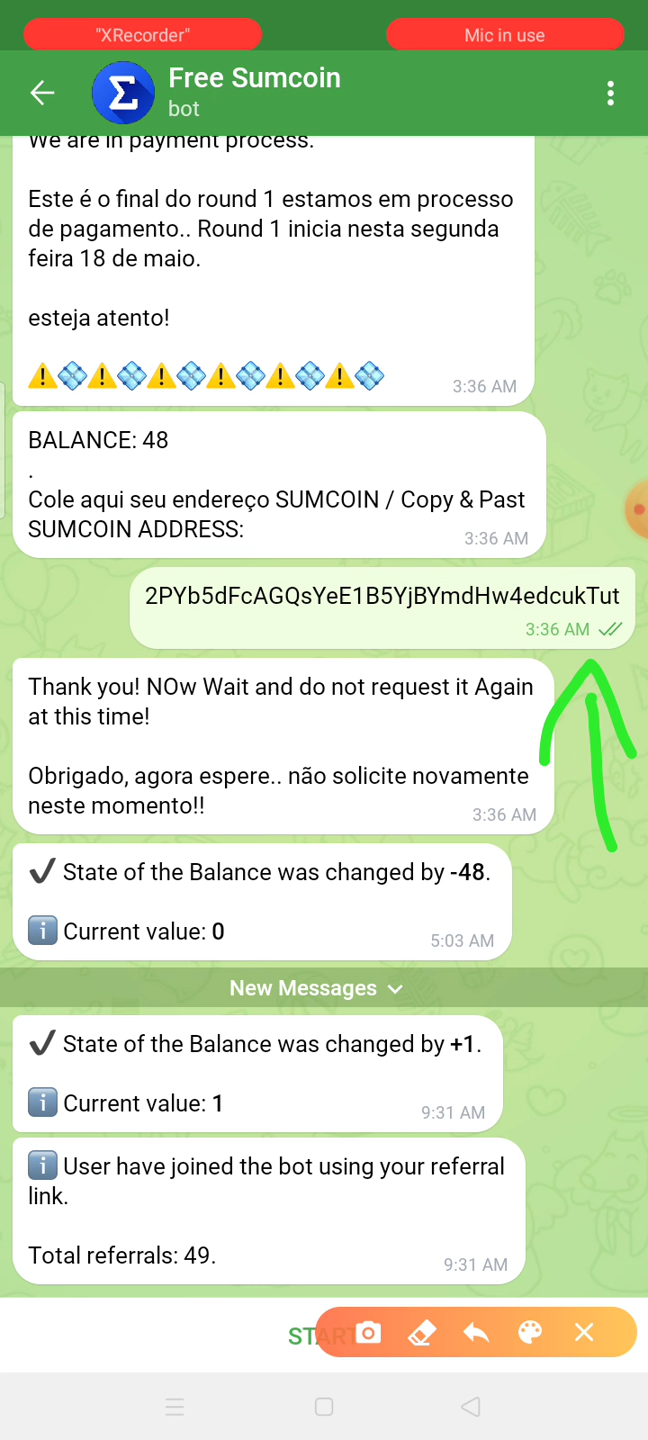 "XRecorder"
Mic in use
Free Sumcoin
bot
We are in payment process.
Este é o final do round 1 estamos em processo
de pagamento.. Round 1 inicia nesta segunda
feira 18 de maio.
esteja atento!
3:36 AM
BALANCE: 48
.
Cole aqui seu endereço SUMCOIN / Copy & Past
SUMCOIN ADDRESS:
3:36 AM
2PYb5dFcAGQsYeE1B5YjBYmdHw4edcukTut
3:36 AM
Thank you! NOw Wait and do not request it Again
at this time!
Obrigado, agora espere.. não solicite novamente
neste momento!!
3:36 AM
State of the Balance was changed by -48.
Current value: 0
5:03 AM
New Messages
State of the Balance was changed by +1.
Current value: 1
9:31 AM
User have joined the bot using your referral
link.
Total referrals: 49.
9:31 AM
START